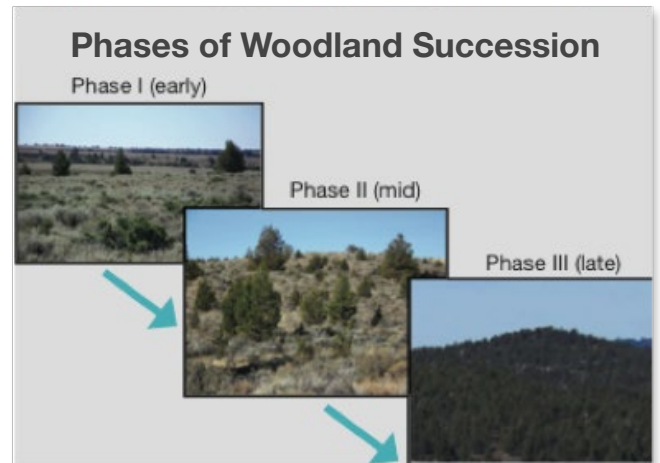 Phases of Woodland Succession
Phase I (early)
Phase II (mid)
Phase III (late)